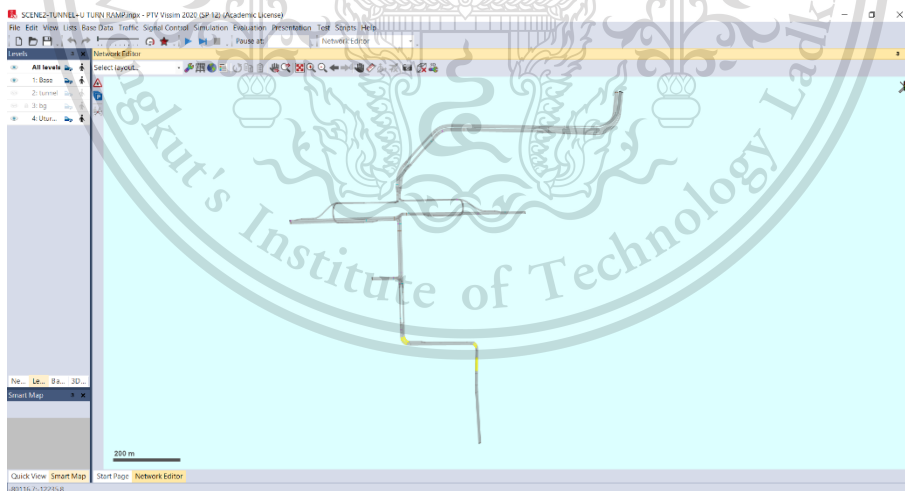 SCENE2-TUNNEL+U TURN RAMP.inpx - PTV Vissim 2020 (SP 12) (Academic License)
File Edit View Lists Base Data Traffic Signal Control Simulation Evaluation Presentation Test Scripts Help
Pause at: Network Editor
Levels
Network Editor
All levels
Select layout...
1: Base
2: tunnel
3: bg
4: Utur...
ngkut's Institute of Technology Lad
200 m
Ne... Le... Ba... 3D...
Smart Map
Quick View Smart Map Start Page Network Editor